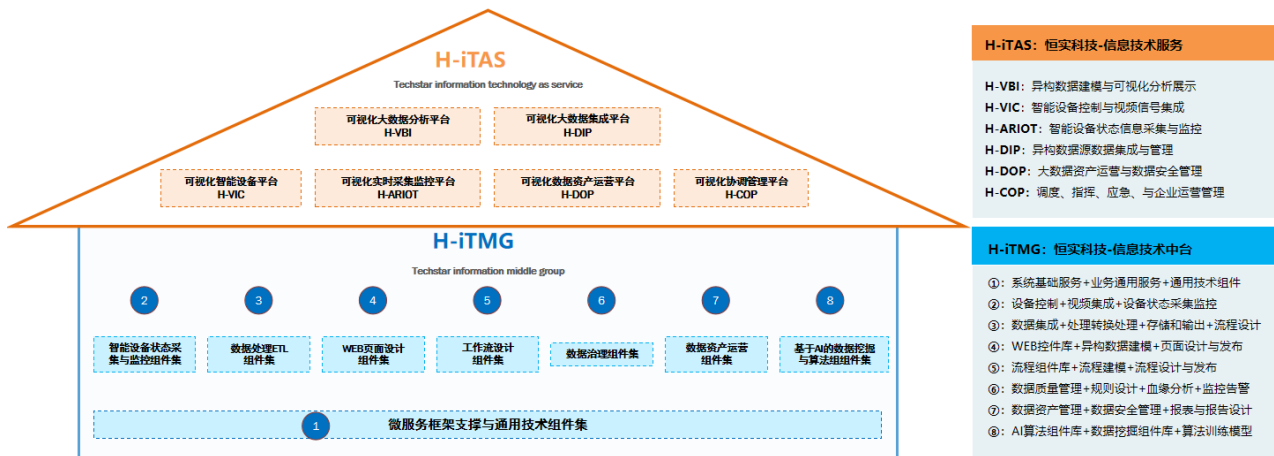 H-iTAS
Techstar information technology as service
可视化大数据分析平台
H-VBI
可视化大数据集成平台
H-DIP
可视化智能设备平台
H-VIC
可视化实时采集监控平台
H-ARIOT
可视化数据资产运营平台
H-DOP
可视化协调管理平台
H-COP
H-iTMG
Techstar information middle group
2
3
4
5
6
7
8
智能设备状态采
集与监控组件集
数据处理ETL
组件集
WEB页面设计
组件集
工作流设计
组件集
数据治理组件集
数据资产运营
组件集
基于AI的数据挖掘
与算法组组件集
1
微服务框架支撑与通用技术组件集
H-iTAS：恒实科技-信息技术服务
H-VBI：异构数据建模与可视化分析展示
H-VIC：智能设备控制与视频信号集成
H-ARIOT：智能设备状态信息采集与监控
H-DIP：异构数据源数据集成与管理
H-DOP：大数据资产运营与数据安全管理
H-COP：调度、指挥、应急、与企业运营管理
H-iTMG：恒实科技-信息技术中台
①：系统基础服务+业务通用服务+通用技术组件
②：设备控制+视频集成+设备状态采集监控
③：数据集成+处理转换处理+存储和输出+流程设计
④：WEB控件库+异构数据建模+页面设计与发布
⑤：流程组件库+流程建模+流程设计与发布
⑥：数据质量管理+规则设计+血缘分析+监控告警
⑦：数据资产管理+数据安全管理+报表与报告设计
⑧：AI算法组件库+数据挖掘组件库+算法训练模型